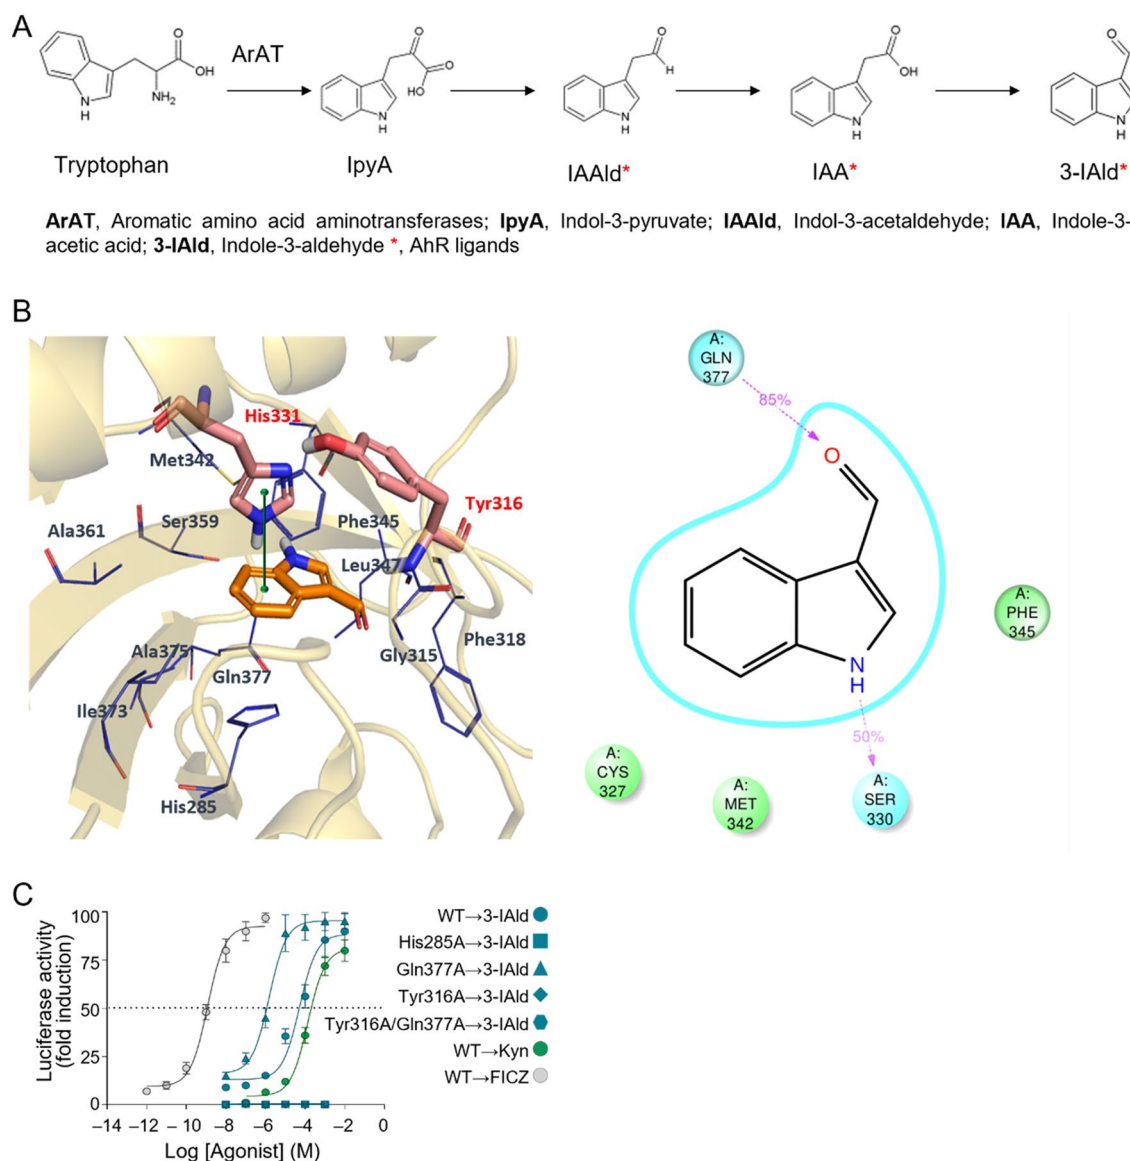 A
ArAT
O
OH
NH₂
N
H
O
O
HO
N
H
O
H
N
H
O
OH
N
H
O
N
H
Tryptophan
IpyA
IAAld*
IAA*
3-IAld*
ArAT, Aromatic amino acid aminotransferases; IpyA, Indol-3-pyruvate; IAAld, Indol-3-acetaldehyde; IAA, Indole-3-
acetic acid; 3-IAld, Indole-3-aldehyde *, AhR ligands
B
His331
Met342
Tyr316
Ala361
Ser359
Phe345
Leu347
Phe318
Ala375
Gly315
Gln377
Ile373
His285
A:
GLN
377
85%
O
A:
PHE
345
N
H
50%
A:
CYS
327
A:
MET
342
A:
SER
330
C
Luciferase activity
(fold induction)
100
75
50
25
0
−14 −12 −10 −8 −6 −4 −2 0
Log [Agonist] (M)
WT→3-IAld
His285A→3-IAld
Gln377A→3-IAld
Tyr316A→3-IAld
Tyr316A/Gln377A→3-IAld
WT→Kyn
WT→FICZ